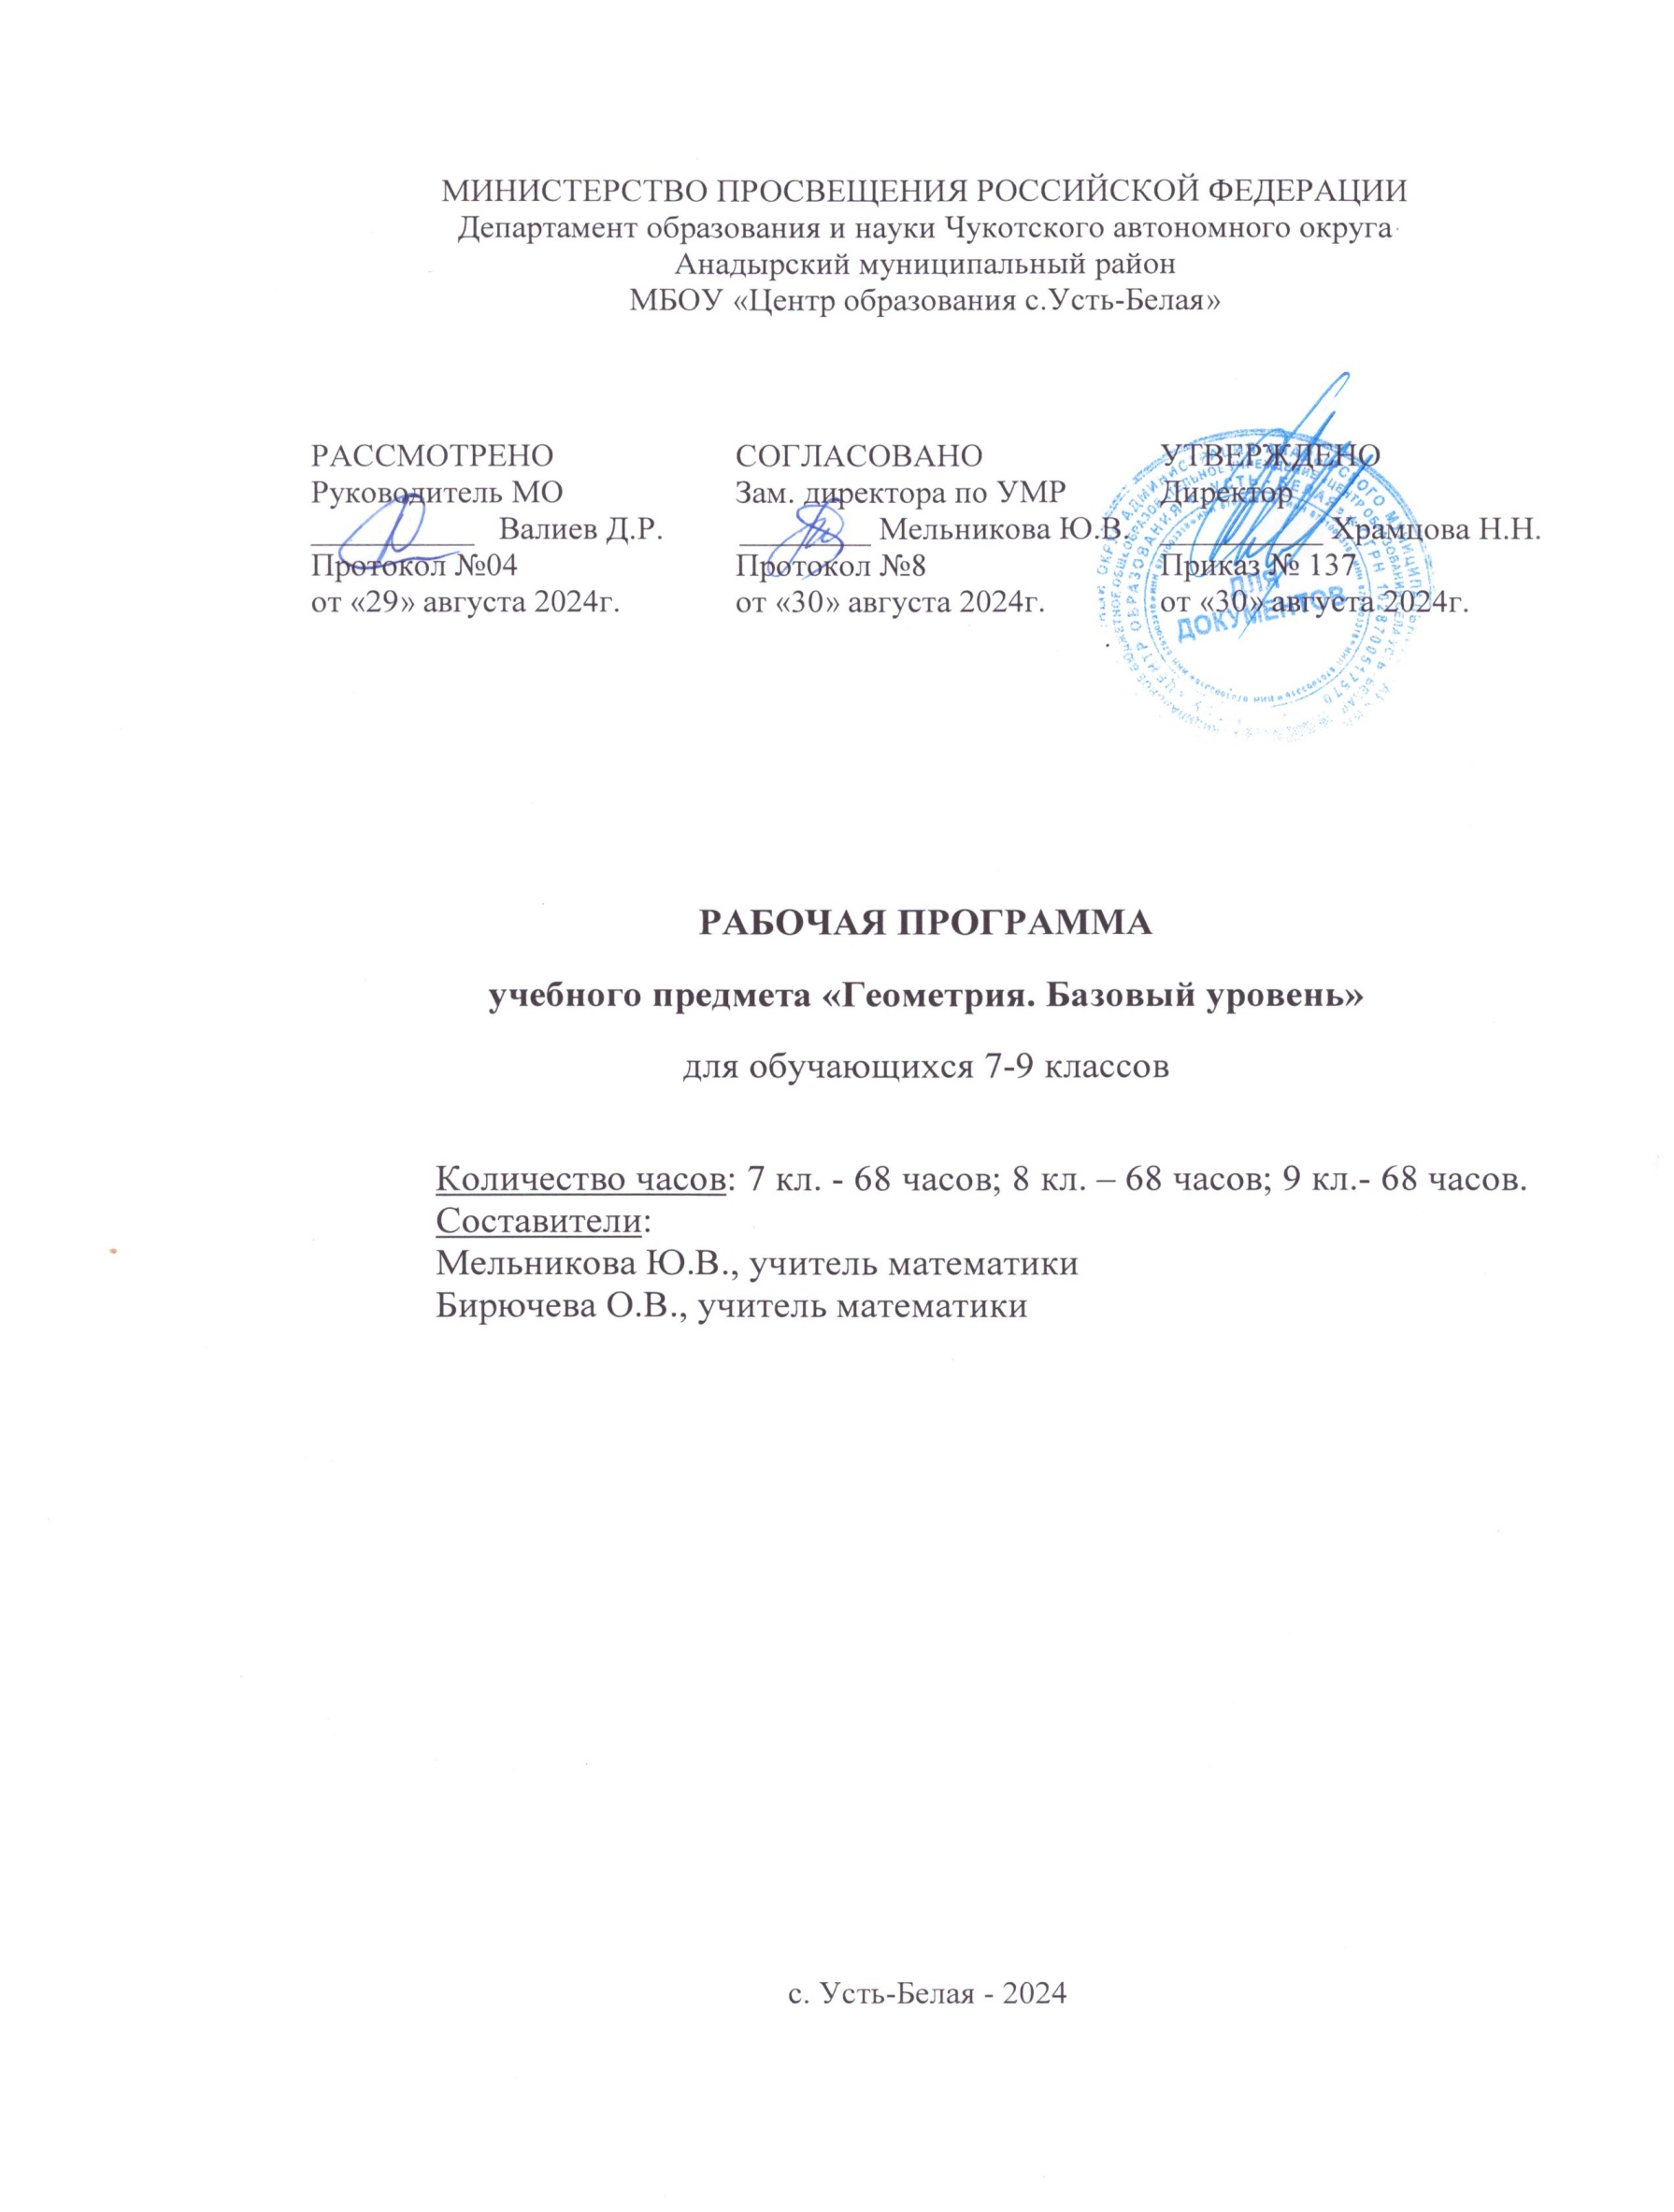 МИНИСТЕРСТВО ПРОСВЕЩЕНИЯ РОССИЙСКОЙ ФЕДЕРАЦИИ
Департамент образования и науки Чукотского автономного округа
Анадырский муниципальный район
МБОУ «Центр образования с.Усть-Белая»
РАССМОТРЕНО
Руководитель МО
__________ Валиев Д.Р.
Протокол №04
от «29» августа 2024г.
СОГЛАСОВАНО
Зам. директора по УМР
________ Мельникова Ю.В.
Протокол №8
от «30» августа 2024г.
УТВЕРЖДЕНО
Директор
__________ Храмцова Н.Н.
Приказ № 137
от «30» августа 2024г.
ДЛЯ
ДОКУМЕНТОВ
РАБОЧАЯ ПРОГРАММА
учебного предмета «Геометрия. Базовый уровень»
для обучающихся 7-9 классов
Количество часов: 7 кл. - 68 часов; 8 кл. – 68 часов; 9 кл.- 68 часов.
Составители:
Мельникова Ю.В., учитель математики
Бирючева О.В., учитель математики
с. Усть-Белая - 2024